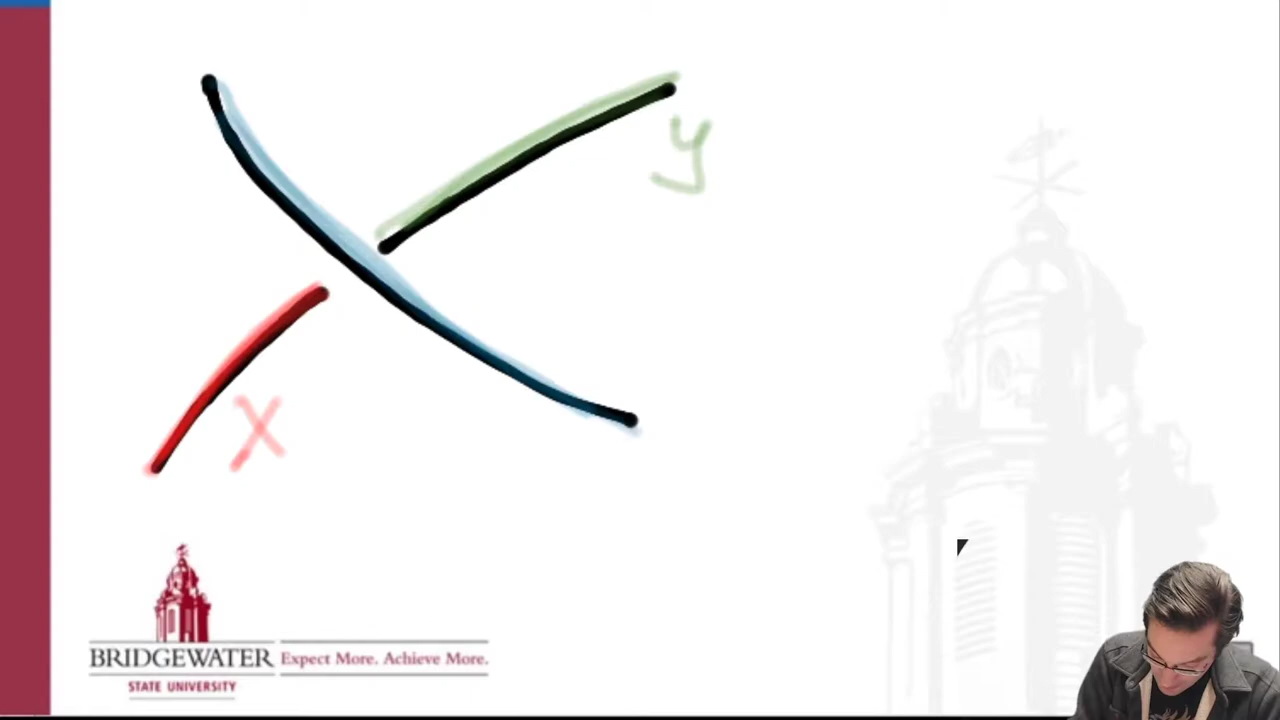 y
x
BRIDGEWATER
STATE UNIVERSITY
Expect More. Achieve More.